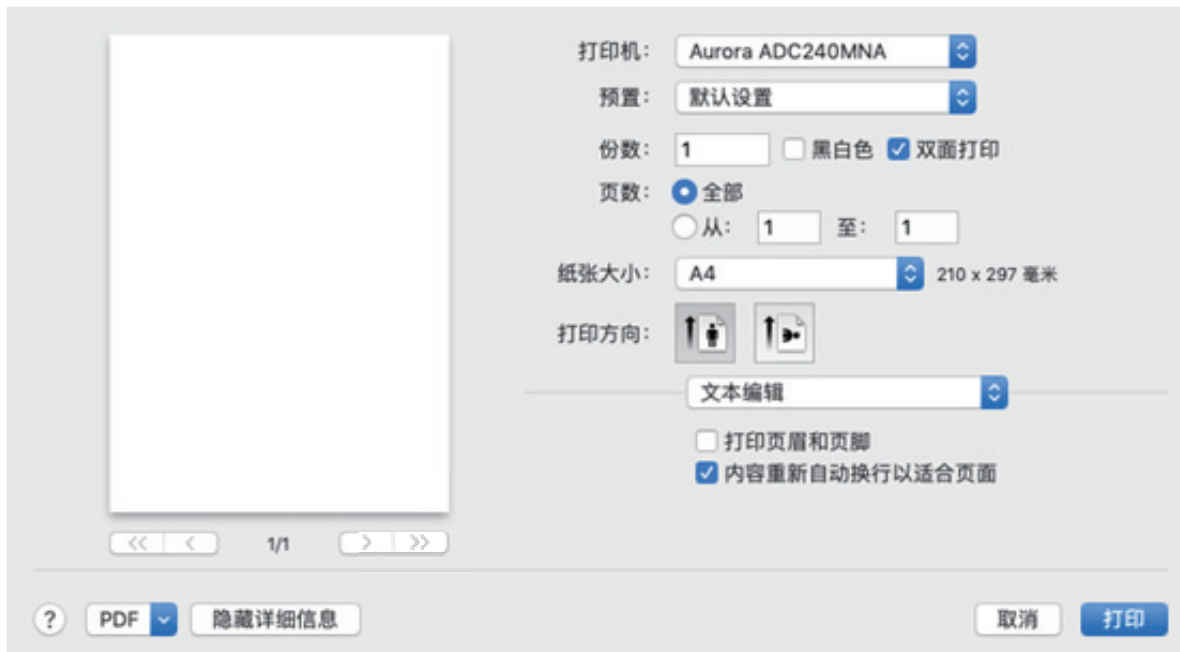 打印机： Aurora ADC240MNA
预置： 默认设置
份数： 1 黑白色 双面打印
页数： 全部
从： 1 至： 1
纸张大小： A4 210 x 297 毫米
打印方向：
文本编辑
打印页眉和页脚
内容重新自动换行以适合页面
<< < 1/1 > >>
? PDF 隐藏详细信息 取消 打印